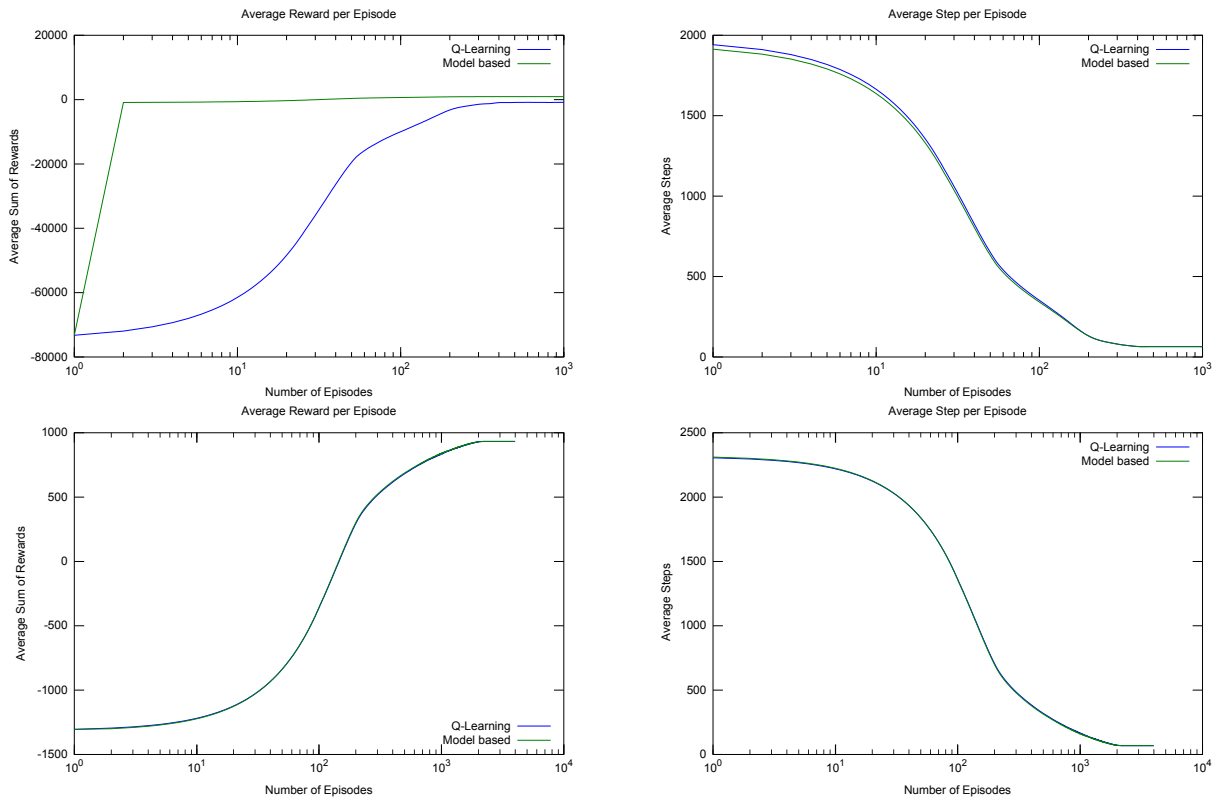 Average Reward per Episode
20000
0
-20000
-40000
-60000
-80000
Average Sum of Rewards
Q-Learning
Model based
10^0
10^1
10^2
10^3
Number of Episodes
Average Step per Episode
2000
1500
1000
500
0
Average Steps
Q-Learning
Model based
10^0
10^1
10^2
10^3
Number of Episodes
Average Reward per Episode
1000
500
0
-500
-1000
-1500
Average Sum of Rewards
Q-Learning
Model based
10^0
10^1
10^2
10^3
10^4
Number of Episodes
Average Step per Episode
2500
2000
1500
1000
500
0
Average Steps
Q-Learning
Model based
10^0
10^1
10^2
10^3
10^4
Number of Episodes